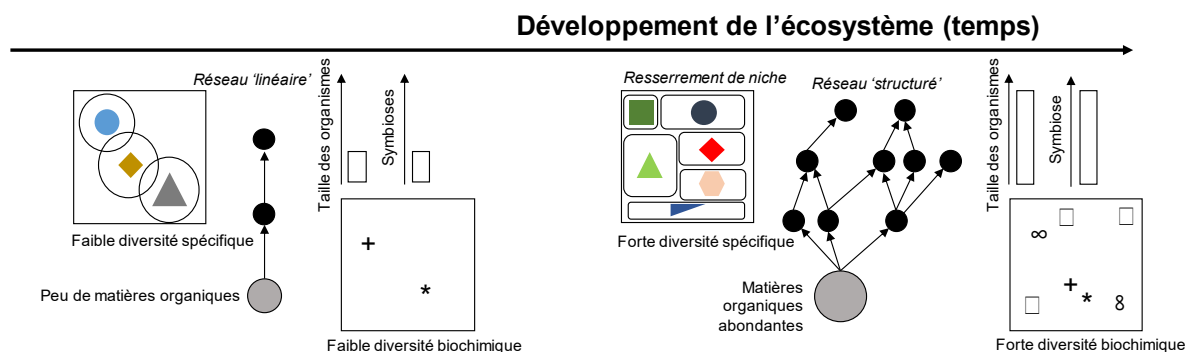 Développement de l'écosystème (temps)
Réseau 'linéaire'
Taille des organismes
Symbioses
Faible diversité spécifique
Peu de matières organiques
+
*
Faible diversité biochimique
Resserrement de niche
Réseau 'structuré'
Taille des organismes
Symbiose
Forte diversité spécifique
Matières
organiques
abondantes
∞
+
*
8
Forte diversité biochimique